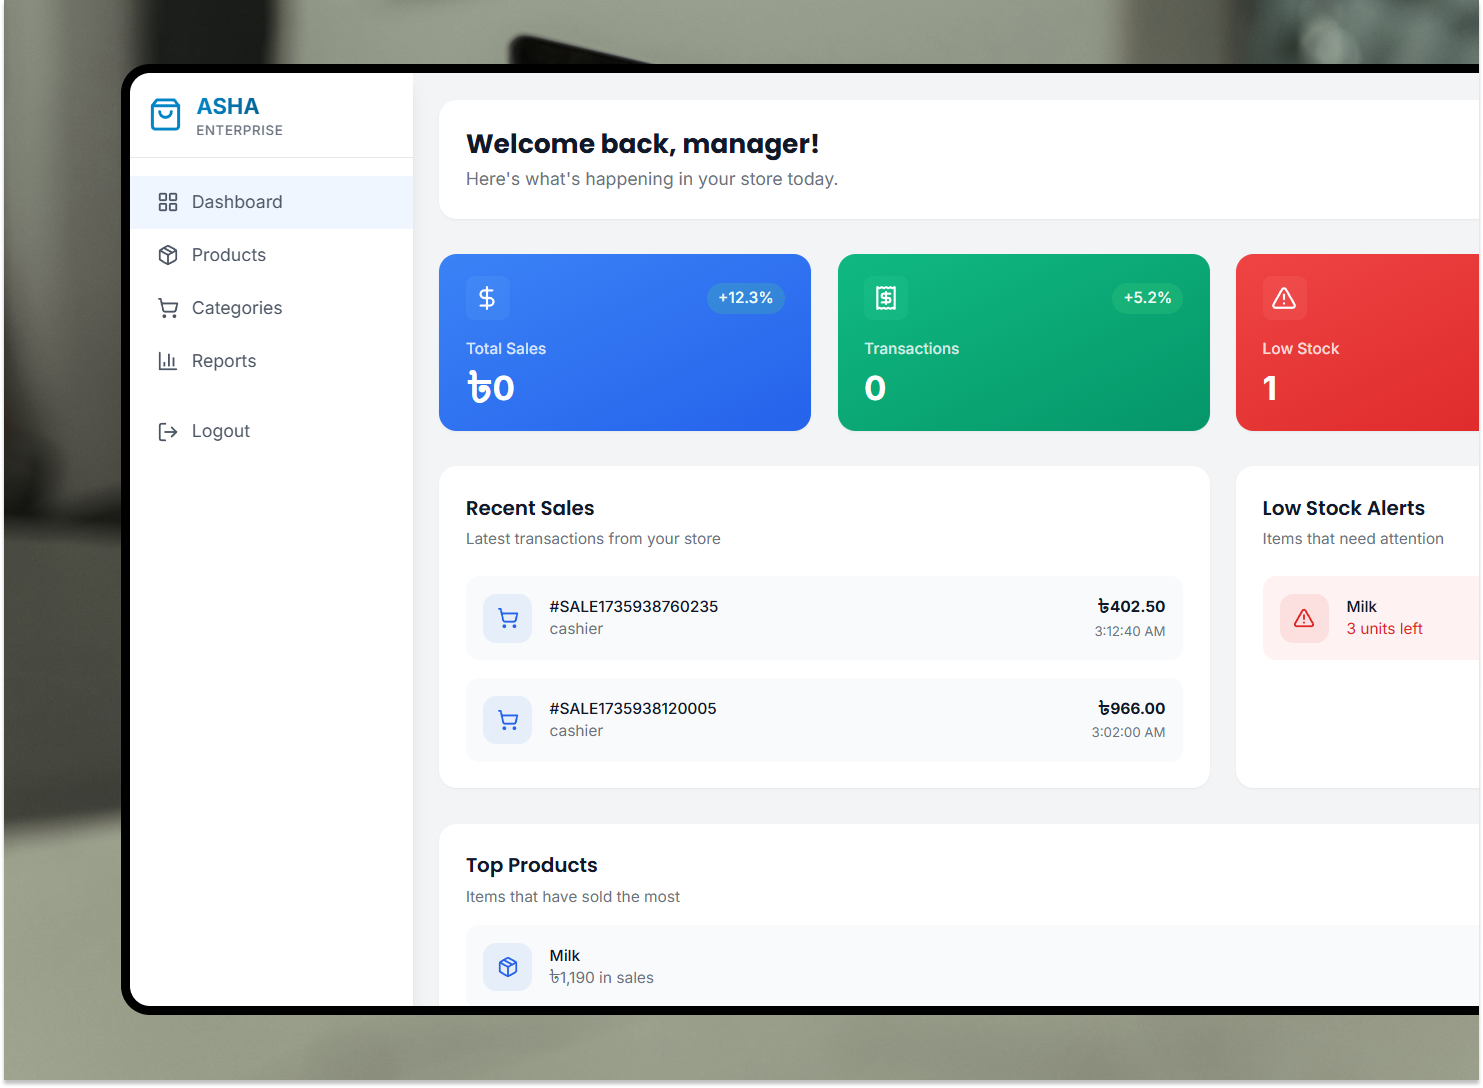 ASHA
ENTERPRISE
Dashboard
Products
Categories
Reports
Logout
Welcome back, manager!
Here's what's happening in your store today.
+12.3%
Total Sales
৳0
+5.2%
Transactions
0
Low Stock
1
Recent Sales
Latest transactions from your store
#SALE1735938760235
৳402.50
cashier
3:12:40 AM
#SALE1735938120005
৳966.00
cashier
3:02:00 AM
Low Stock Alerts
Items that need attention
Milk
3 units left
Top Products
Items that have sold the most
Milk
৳1,190 in sales